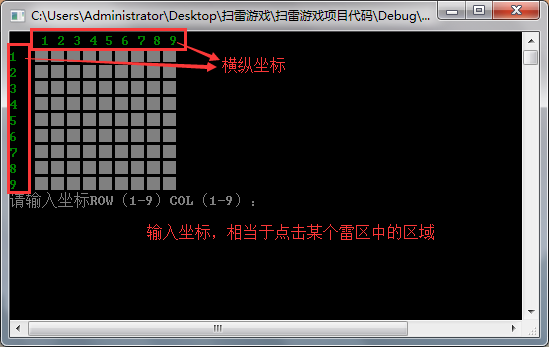 C:\Users\Administrator\Desktop\扫雷游戏\扫雷游戏项目代码\Debug\...
1 2 3 4 5 6 7 8 9
1
横纵坐标
2
3
4
5
6
7
8
9
请输入坐标ROW（1-9）COL（1-9）：
输入坐标，相当于点击某个雷区中的区域